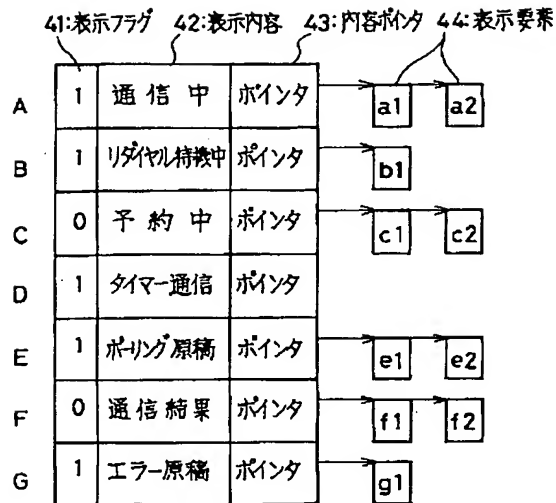 41:表示フラグ 42:表示内容 43:内容ポインタ 44:表示要素
A 1 通信中 ポインタ a1 a2
B 1 リダイヤル待機中 ポインタ b1
C 0 予約中 ポインタ c1 c2
D 1 タイマー通信 ポインタ
E 1 ポーリング原稿 ポインタ e1 e2
F 0 通信結果 ポインタ f1 f2
G 1 エラー原稿 ポインタ g1